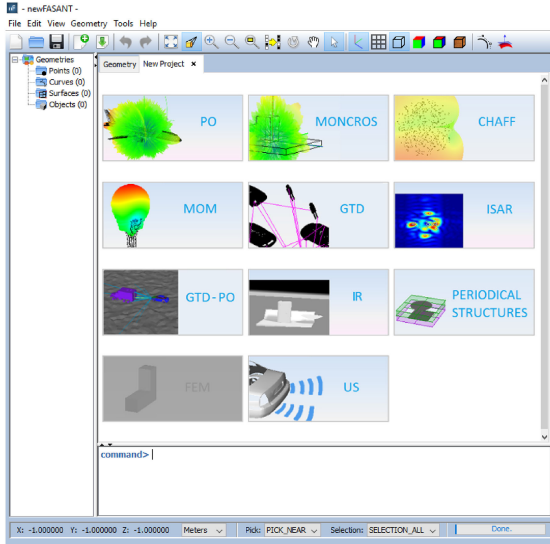 - newFASANT
File Edit View Geometry Tools Help
Geometries
Points (0)
Curves (0)
Surfaces (0)
Objects (0)
Geometry New Project ×
PO
MONCROS
CHAFF
MOM
GTD
ISAR
GTD-PO
IR
PERIODICAL
STRUCTURES
FEM
US
command>
X: -1.000000 Y: -1.000000 Z: -1.000000 Meters Pick: PICK_NEAR Selection: SELECTION_ALL Done.